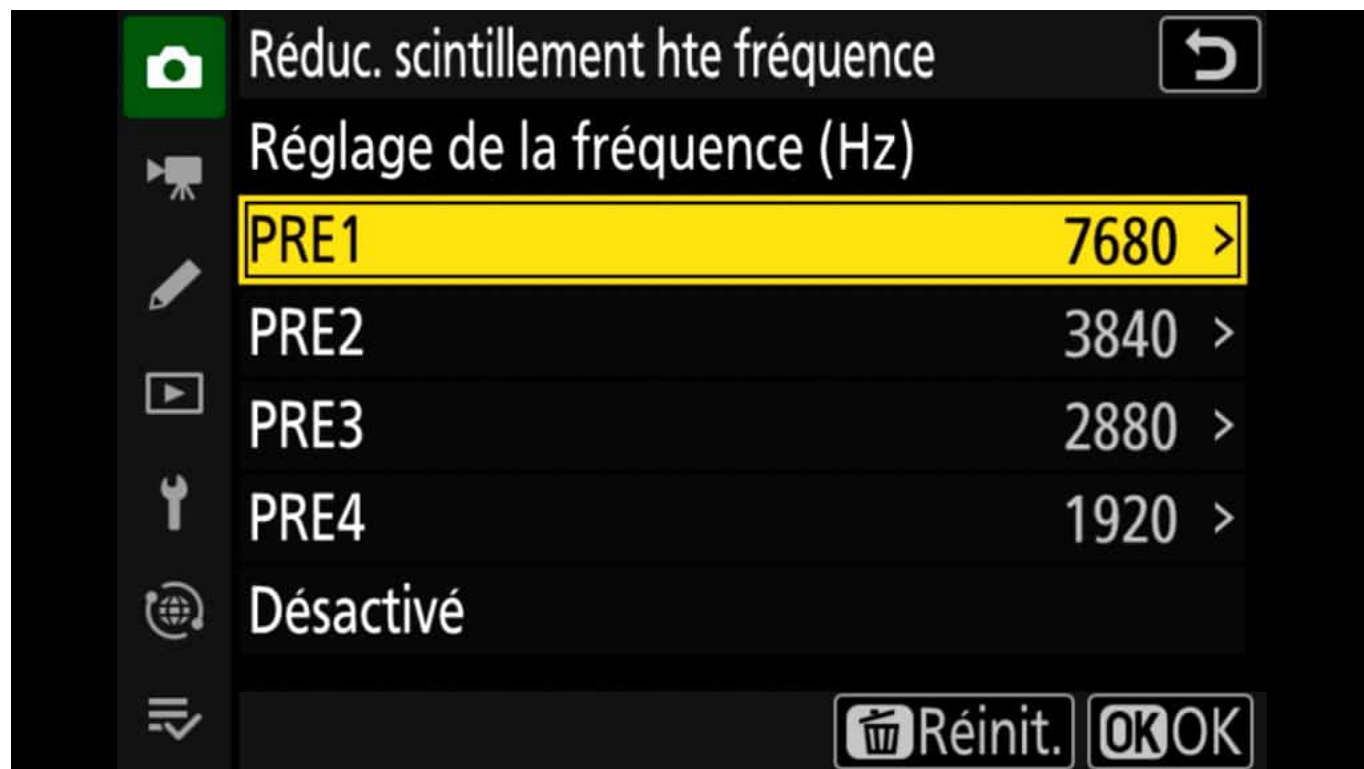 Réduc. scintillement hte fréquence
Réglage de la fréquence (Hz)
PRE1 7680 >
PRE2 3840 >
PRE3 2880 >
PRE4 1920 >
Désactivé
Réinit. OK OK